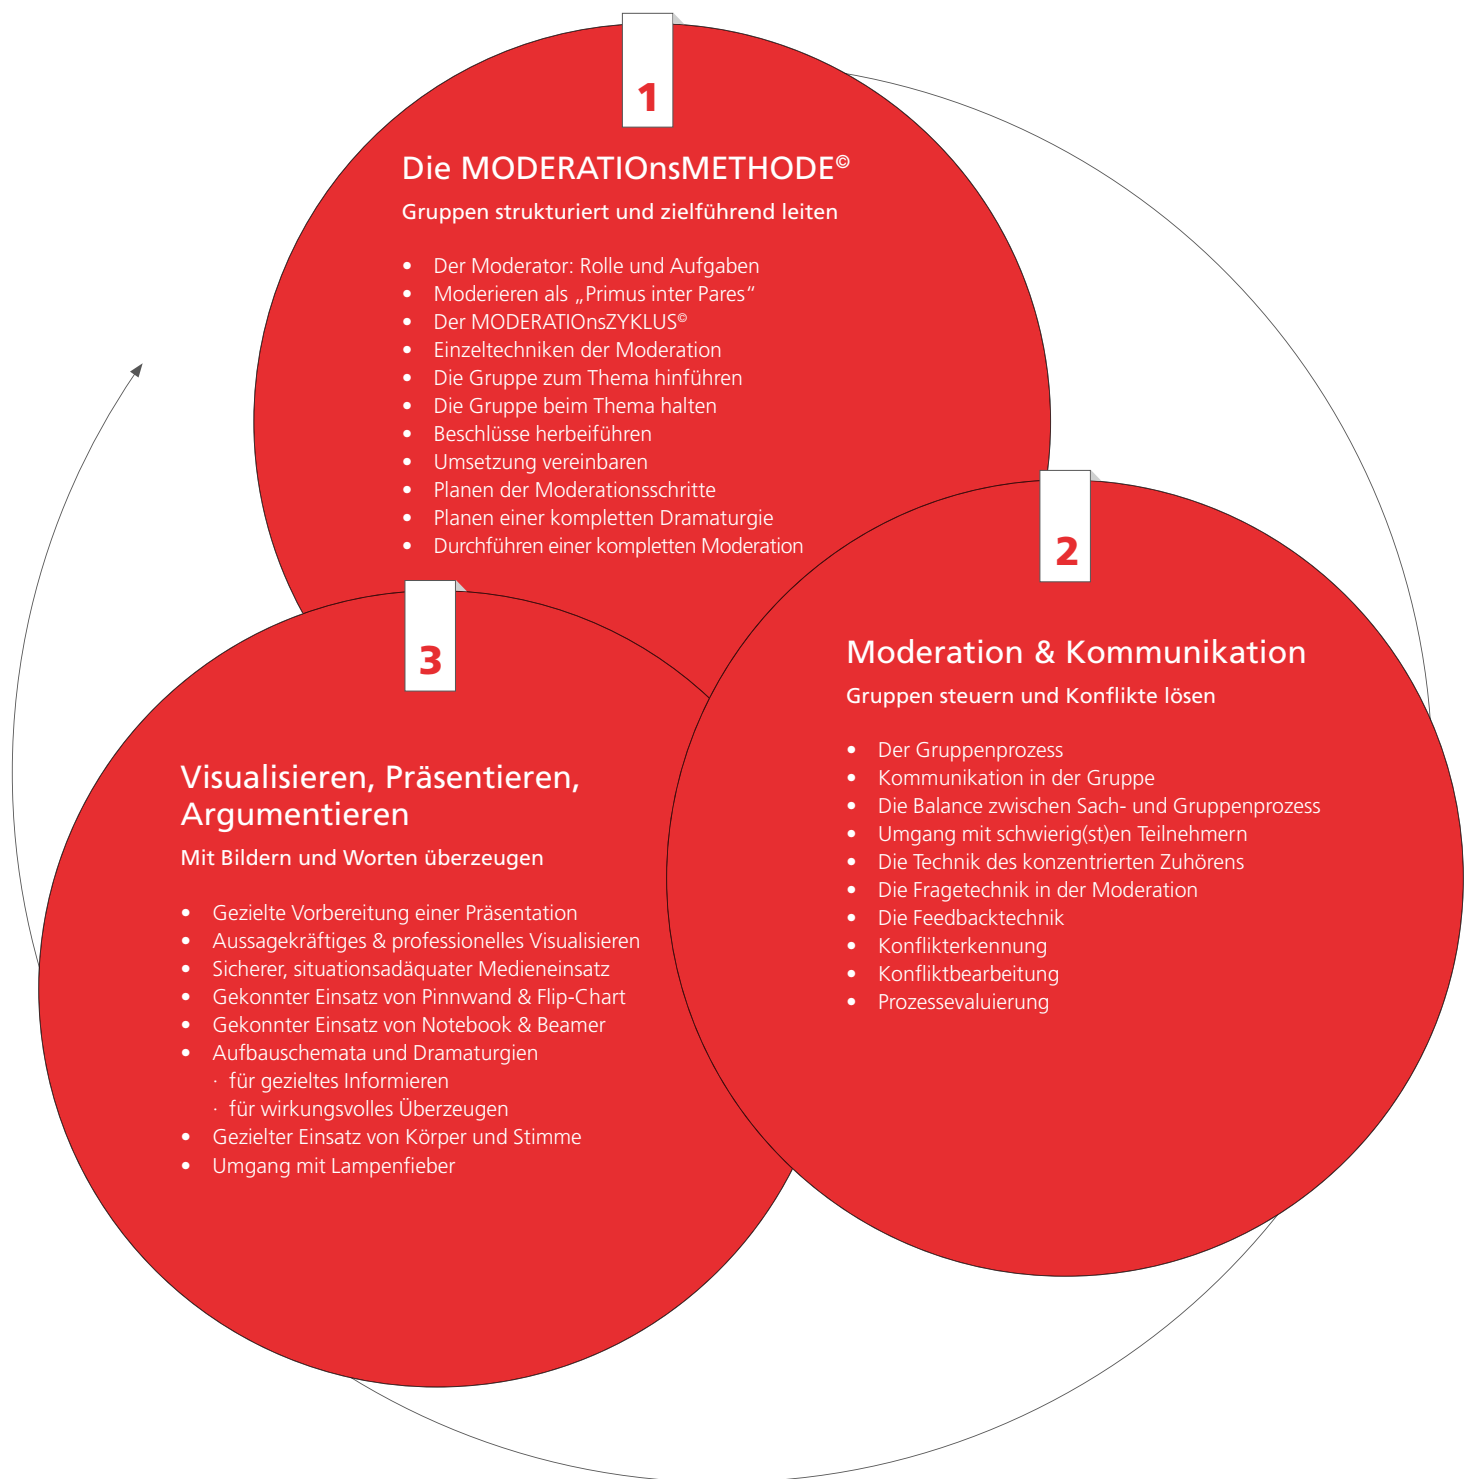 1
Die MODERATIOnsMETHODE©
Gruppen strukturiert und zielführend leiten
• Der Moderator: Rolle und Aufgaben
• Moderieren als „Primus inter Pares“
• Der MODERATIOnsZYKLUS©
• Einzeltechniken der Moderation
• Die Gruppe zum Thema hinführen
• Die Gruppe beim Thema halten
• Beschlüsse herbeiführen
• Umsetzung vereinbaren
• Planen der Moderationsschritte
• Planen einer kompletten Dramaturgie
• Durchführen einer kompletten Moderation
2
Moderation & Kommunikation
Gruppen steuern und Konflikte lösen
• Der Gruppenprozess
• Kommunikation in der Gruppe
• Die Balance zwischen Sach- und Gruppenprozess
• Umgang mit schwierig(st)en Teilnehmern
• Die Technik des konzentrierten Zuhörens
• Die Fragetechnik in der Moderation
• Die Feedbacktechnik
• Konflikterkennung
• Konfliktbearbeitung
• Prozessevaluierung
3
Visualisieren, Präsentieren,
Argumentieren
Mit Bildern und Worten überzeugen
• Gezielte Vorbereitung einer Präsentation
• Aussagekräftiges & professionelles Visualisieren
• Sicherer, situationsadäquater Medieneinsatz
• Gekonnter Einsatz von Pinnwand & Flip-Chart
• Gekonnter Einsatz von Notebook & Beamer
• Aufbauschemata und Dramaturgien
· für gezieltes Informieren
· für wirkungsvolles Überzeugen
• Gezielter Einsatz von Körper und Stimme
• Umgang mit Lampenfieber